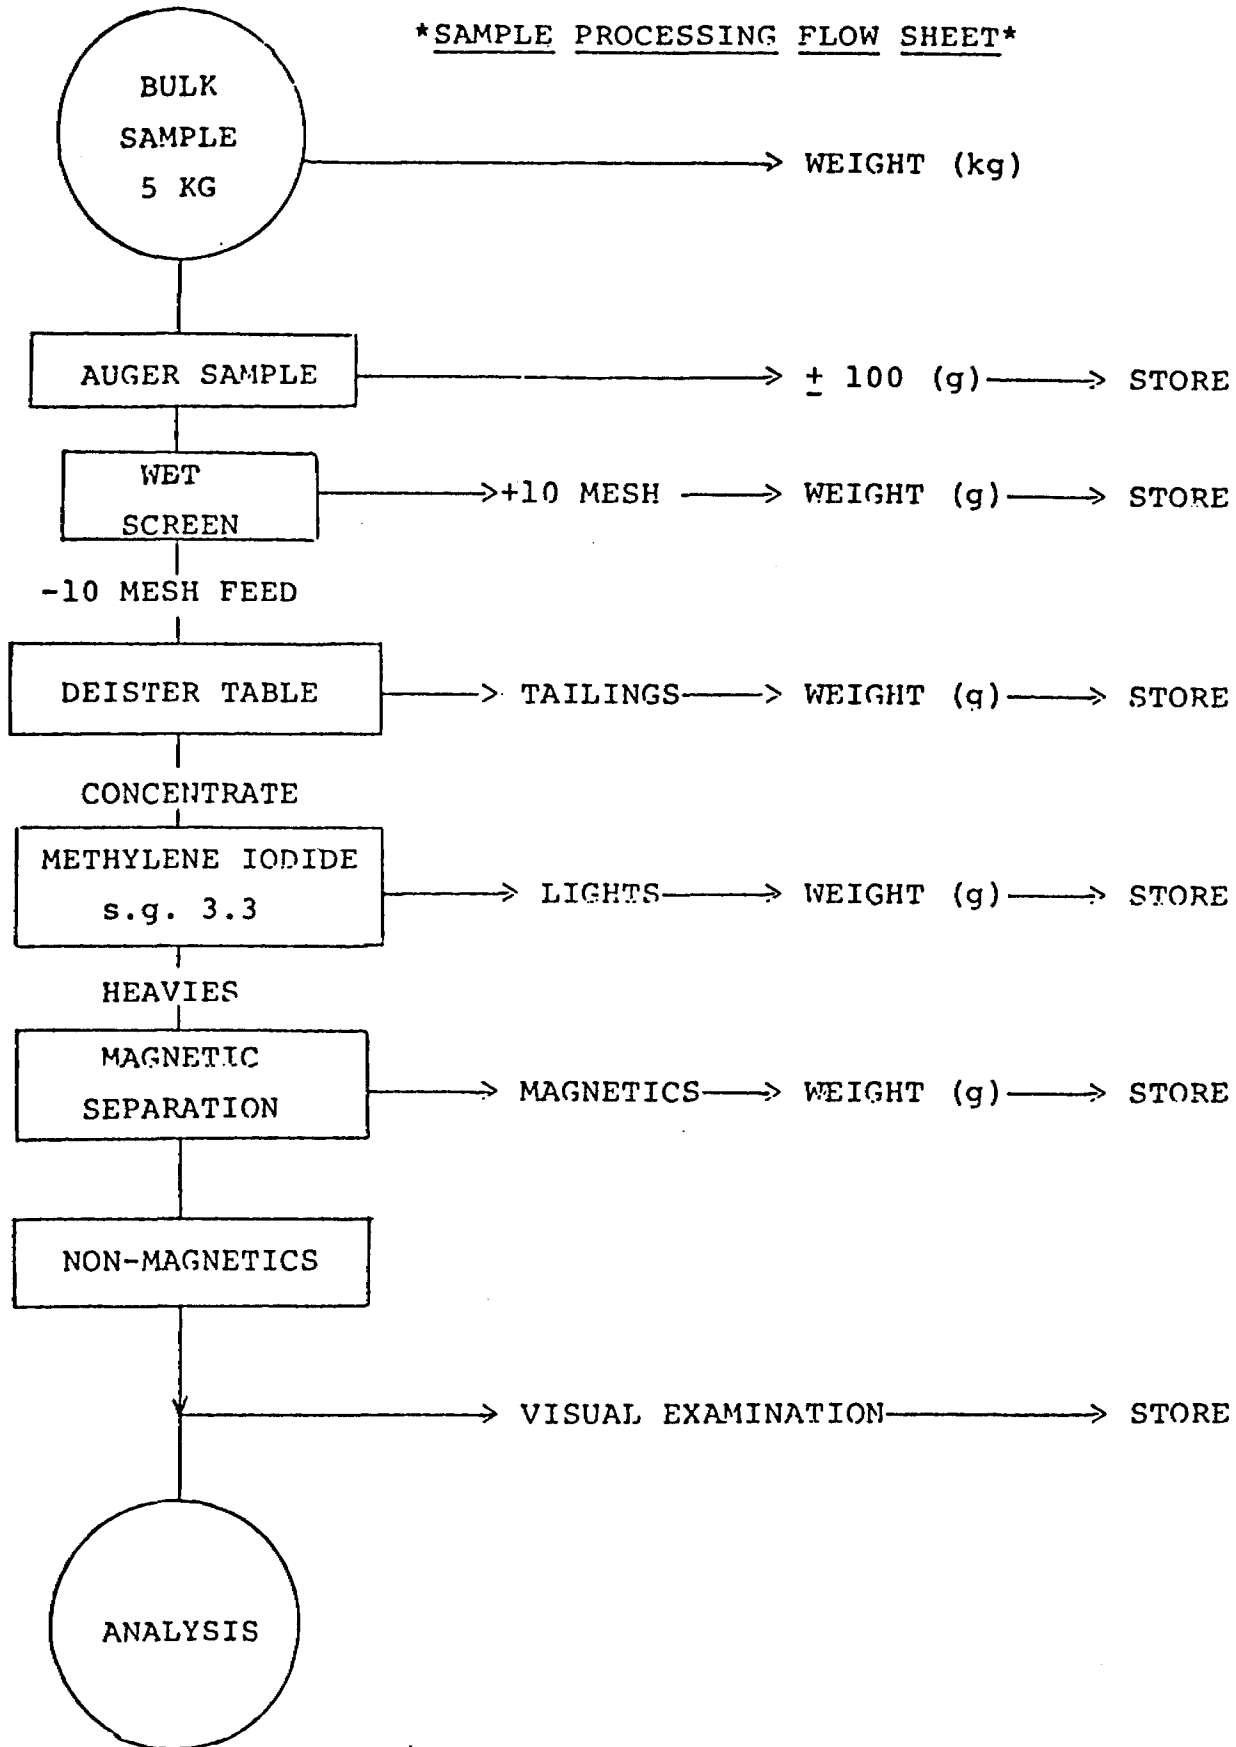 *SAMPLE PROCESSING FLOW SHEET*
BULK
SAMPLE
5 KG
WEIGHT (kg)
AUGER SAMPLE
± 100 (g) STORE
WET
SCREEN
+10 MESH WEIGHT (g) STORE
-10 MESH FEED
DEISTER TABLE TAILINGS WEIGHT (g) STORE
CONCENTRATE
METHYLENE IODIDE
s.g. 3.3
LIGHTS WEIGHT (g) STORE
HEAVIES
MAGNETIC
SEPARATION
MAGNETICS WEIGHT (g) STORE
NON-MAGNETICS
VISUAL EXAMINATION STORE
ANALYSIS